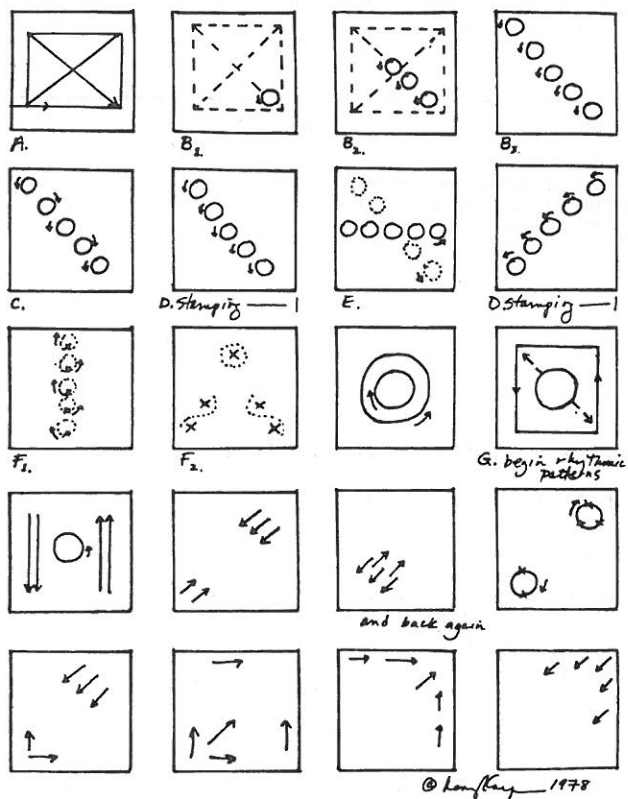 A.
B₁.
B₂.
B₃.
C.
D. Stamping — 1
E.
D. Stamping — 1
F₁.
F₂.
G. begin rhythmic
patterns
and back again
© 1978